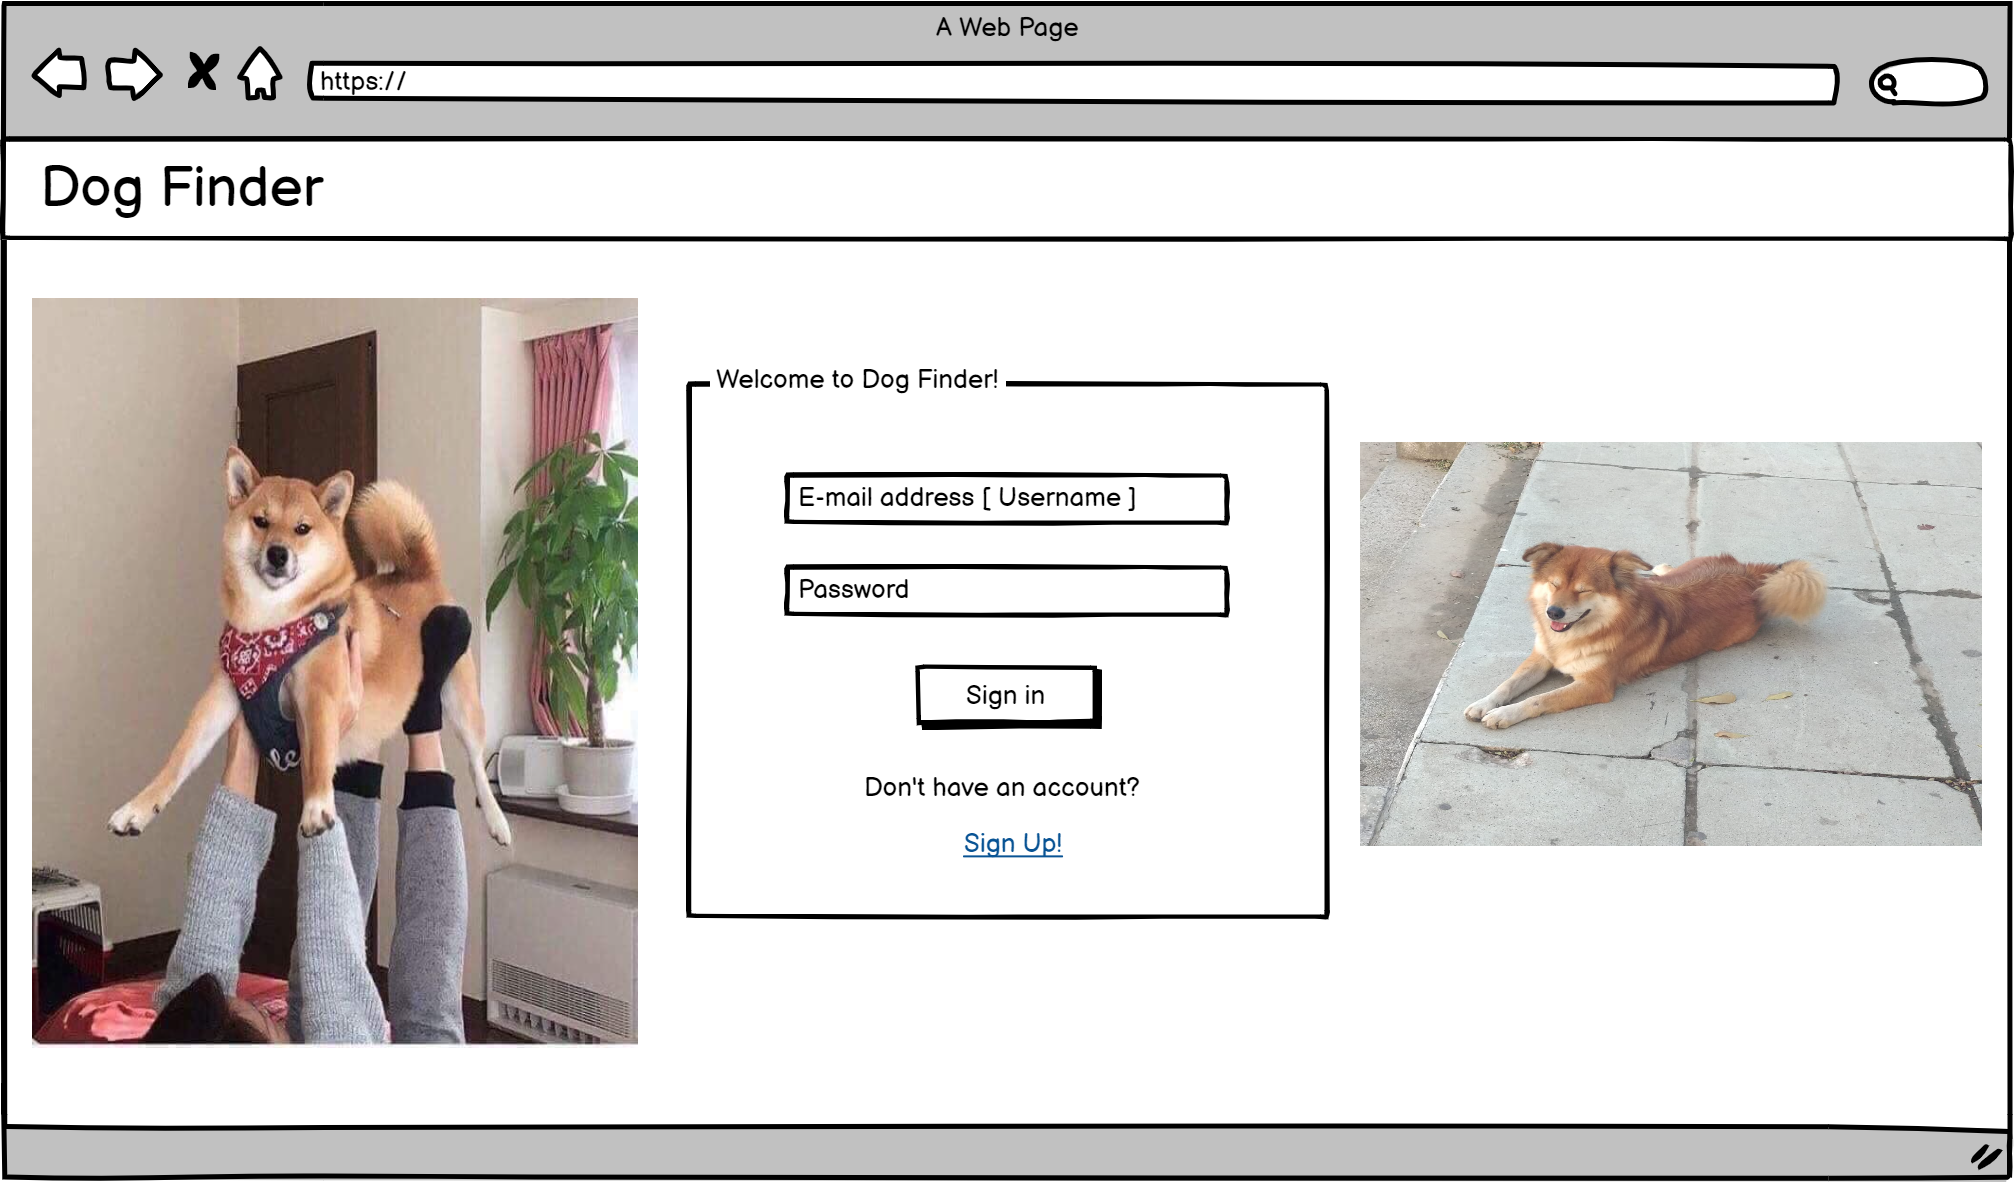 A Web Page
https://
Dog Finder
Welcome to Dog Finder!
E-mail address [ Username ]
Password
Sign in
Don't have an account?
Sign Up!